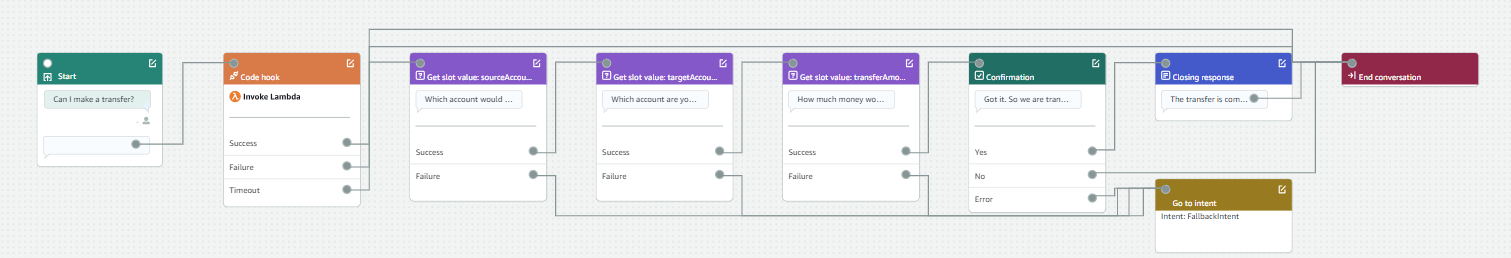 Start
Can I make a transfer?
Code hook
Invoke Lambda
Success
Failure
Timeout
Get slot value: sourceAccou...
Which account would ...
Success
Failure
Get slot value: targetAccou...
Which account are yo...
Success
Failure
Get slot value: transferAmo...
How much money wo...
Success
Failure
Confirmation
Got it. So we are tran...
Yes
No
Error
Closing response
The transfer is com...
Go to intent
Intent: FallbackIntent
End conversation